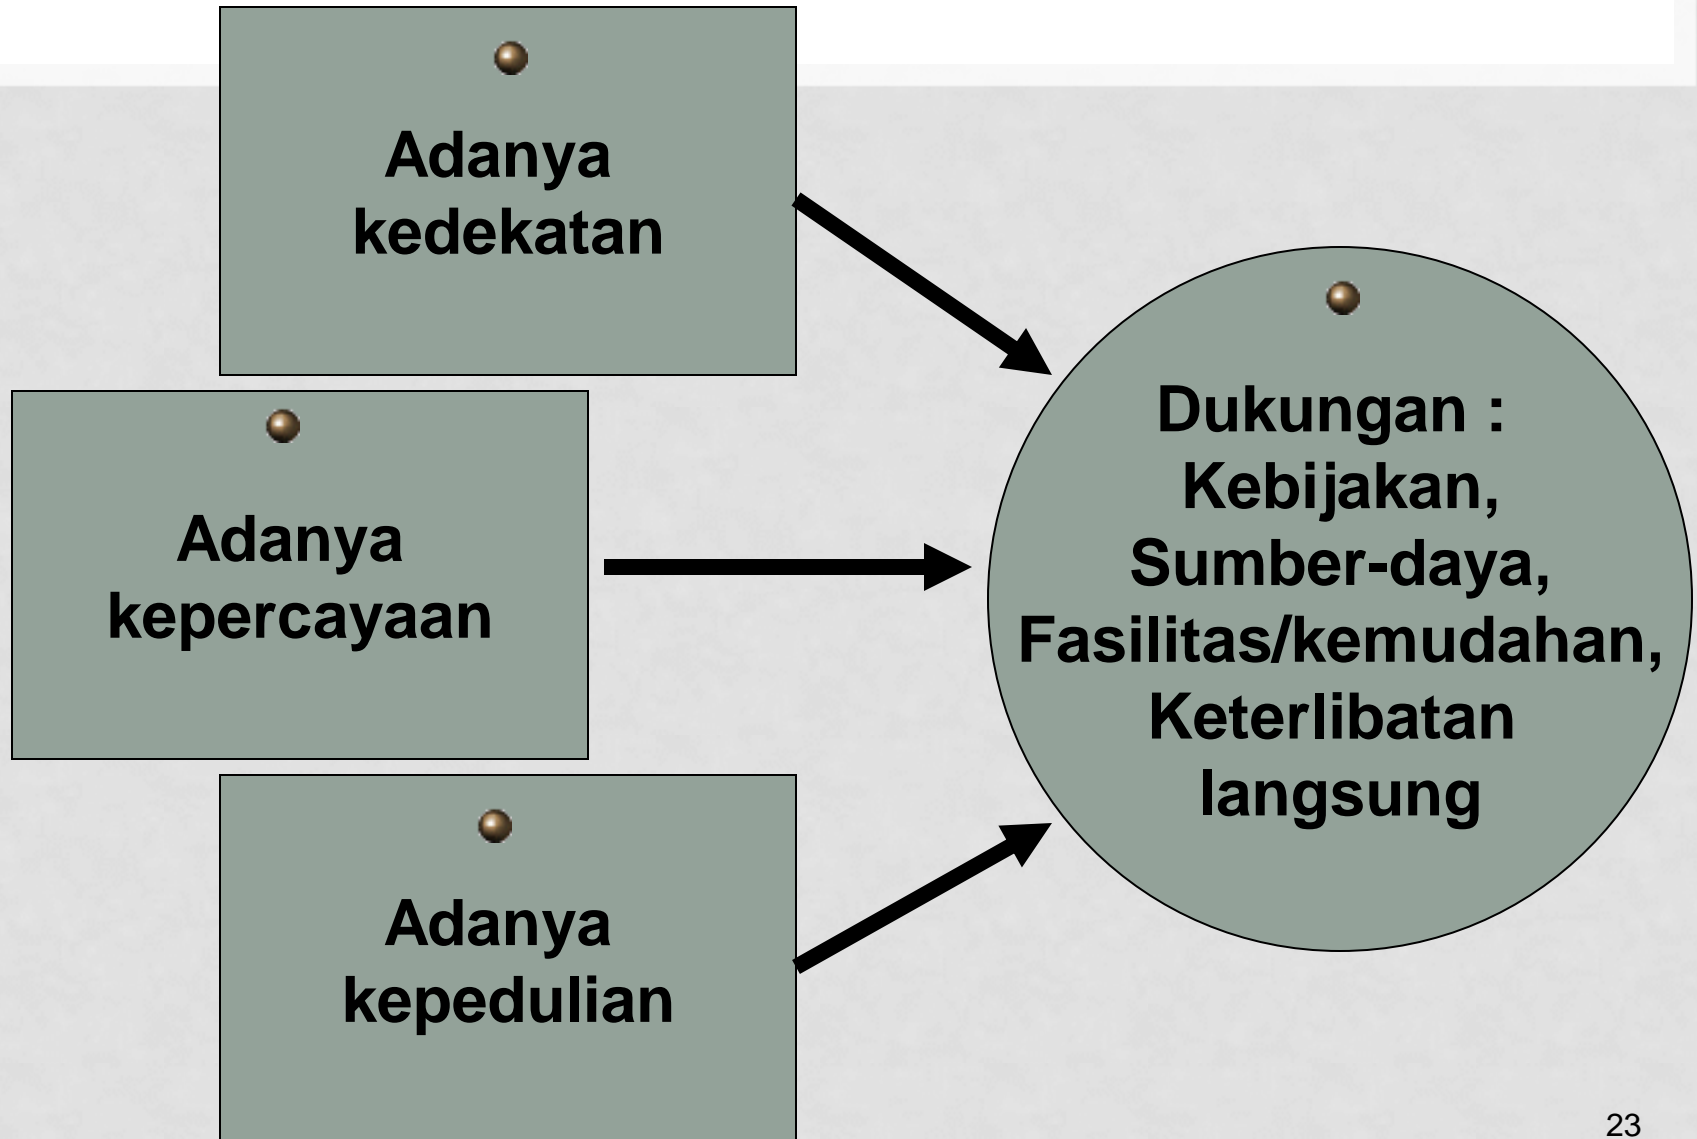 Adanya
kedekatan
Adanya
kepercayaan
Adanya
kepedulian
Dukungan :
Kebijakan,
Sumber-daya,
Fasilitas/kemudahan,
Keterlibatan
langsung
23